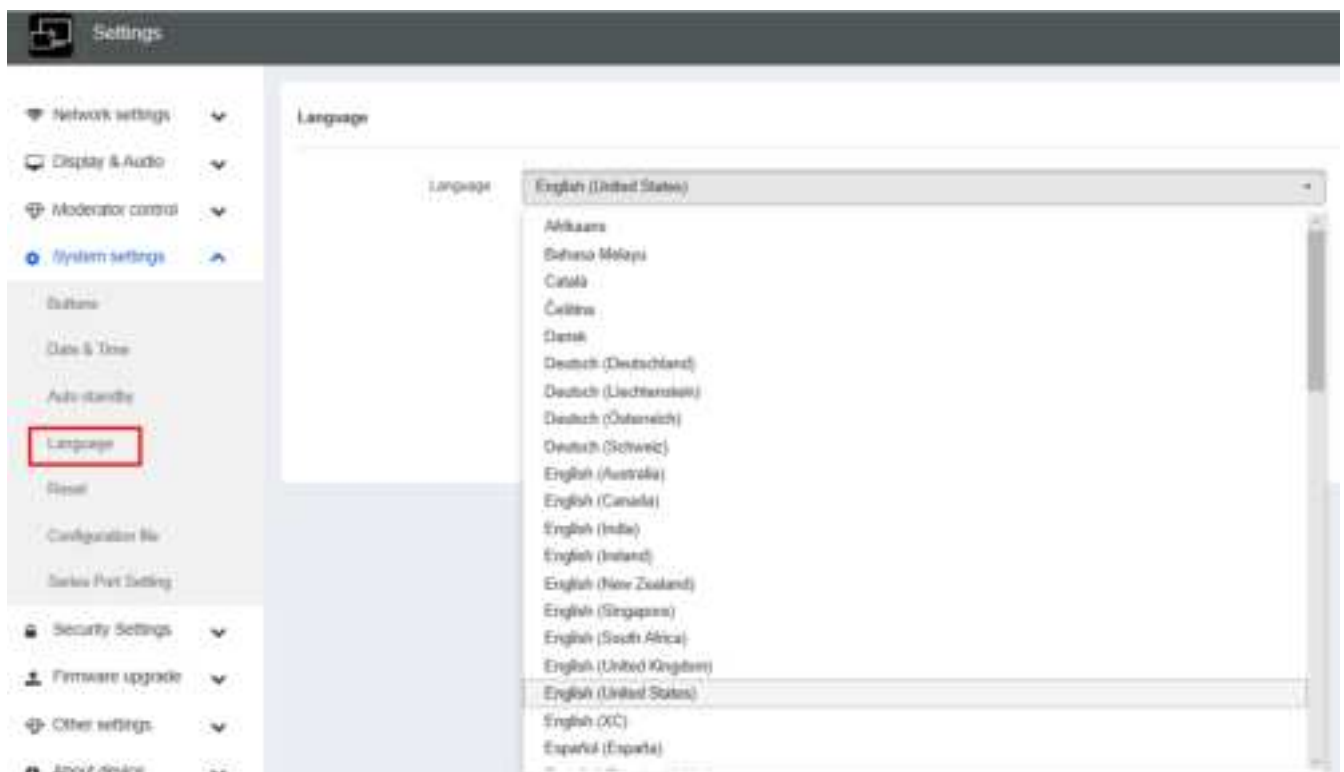 Settings
Network settings
Display & Audio
Moderator control
System settings
Buttons
Date & Time
Auto standby
Language
Reset
Configuration file
Series Port Setting
Security Settings
Firmware upgrade
Other settings
About device
Language
Language
English (United States)
Afrikaans
Bahasa Melayu
Català
Čeština
Dansk
Deutsch (Deutschland)
Deutsch (Liechtenstein)
Deutsch (Österreich)
Deutsch (Schweiz)
English (Australia)
English (Canada)
English (India)
English (Ireland)
English (New Zealand)
English (Singapore)
English (South Africa)
English (United Kingdom)
English (United States)
English (XC)
Español (España)